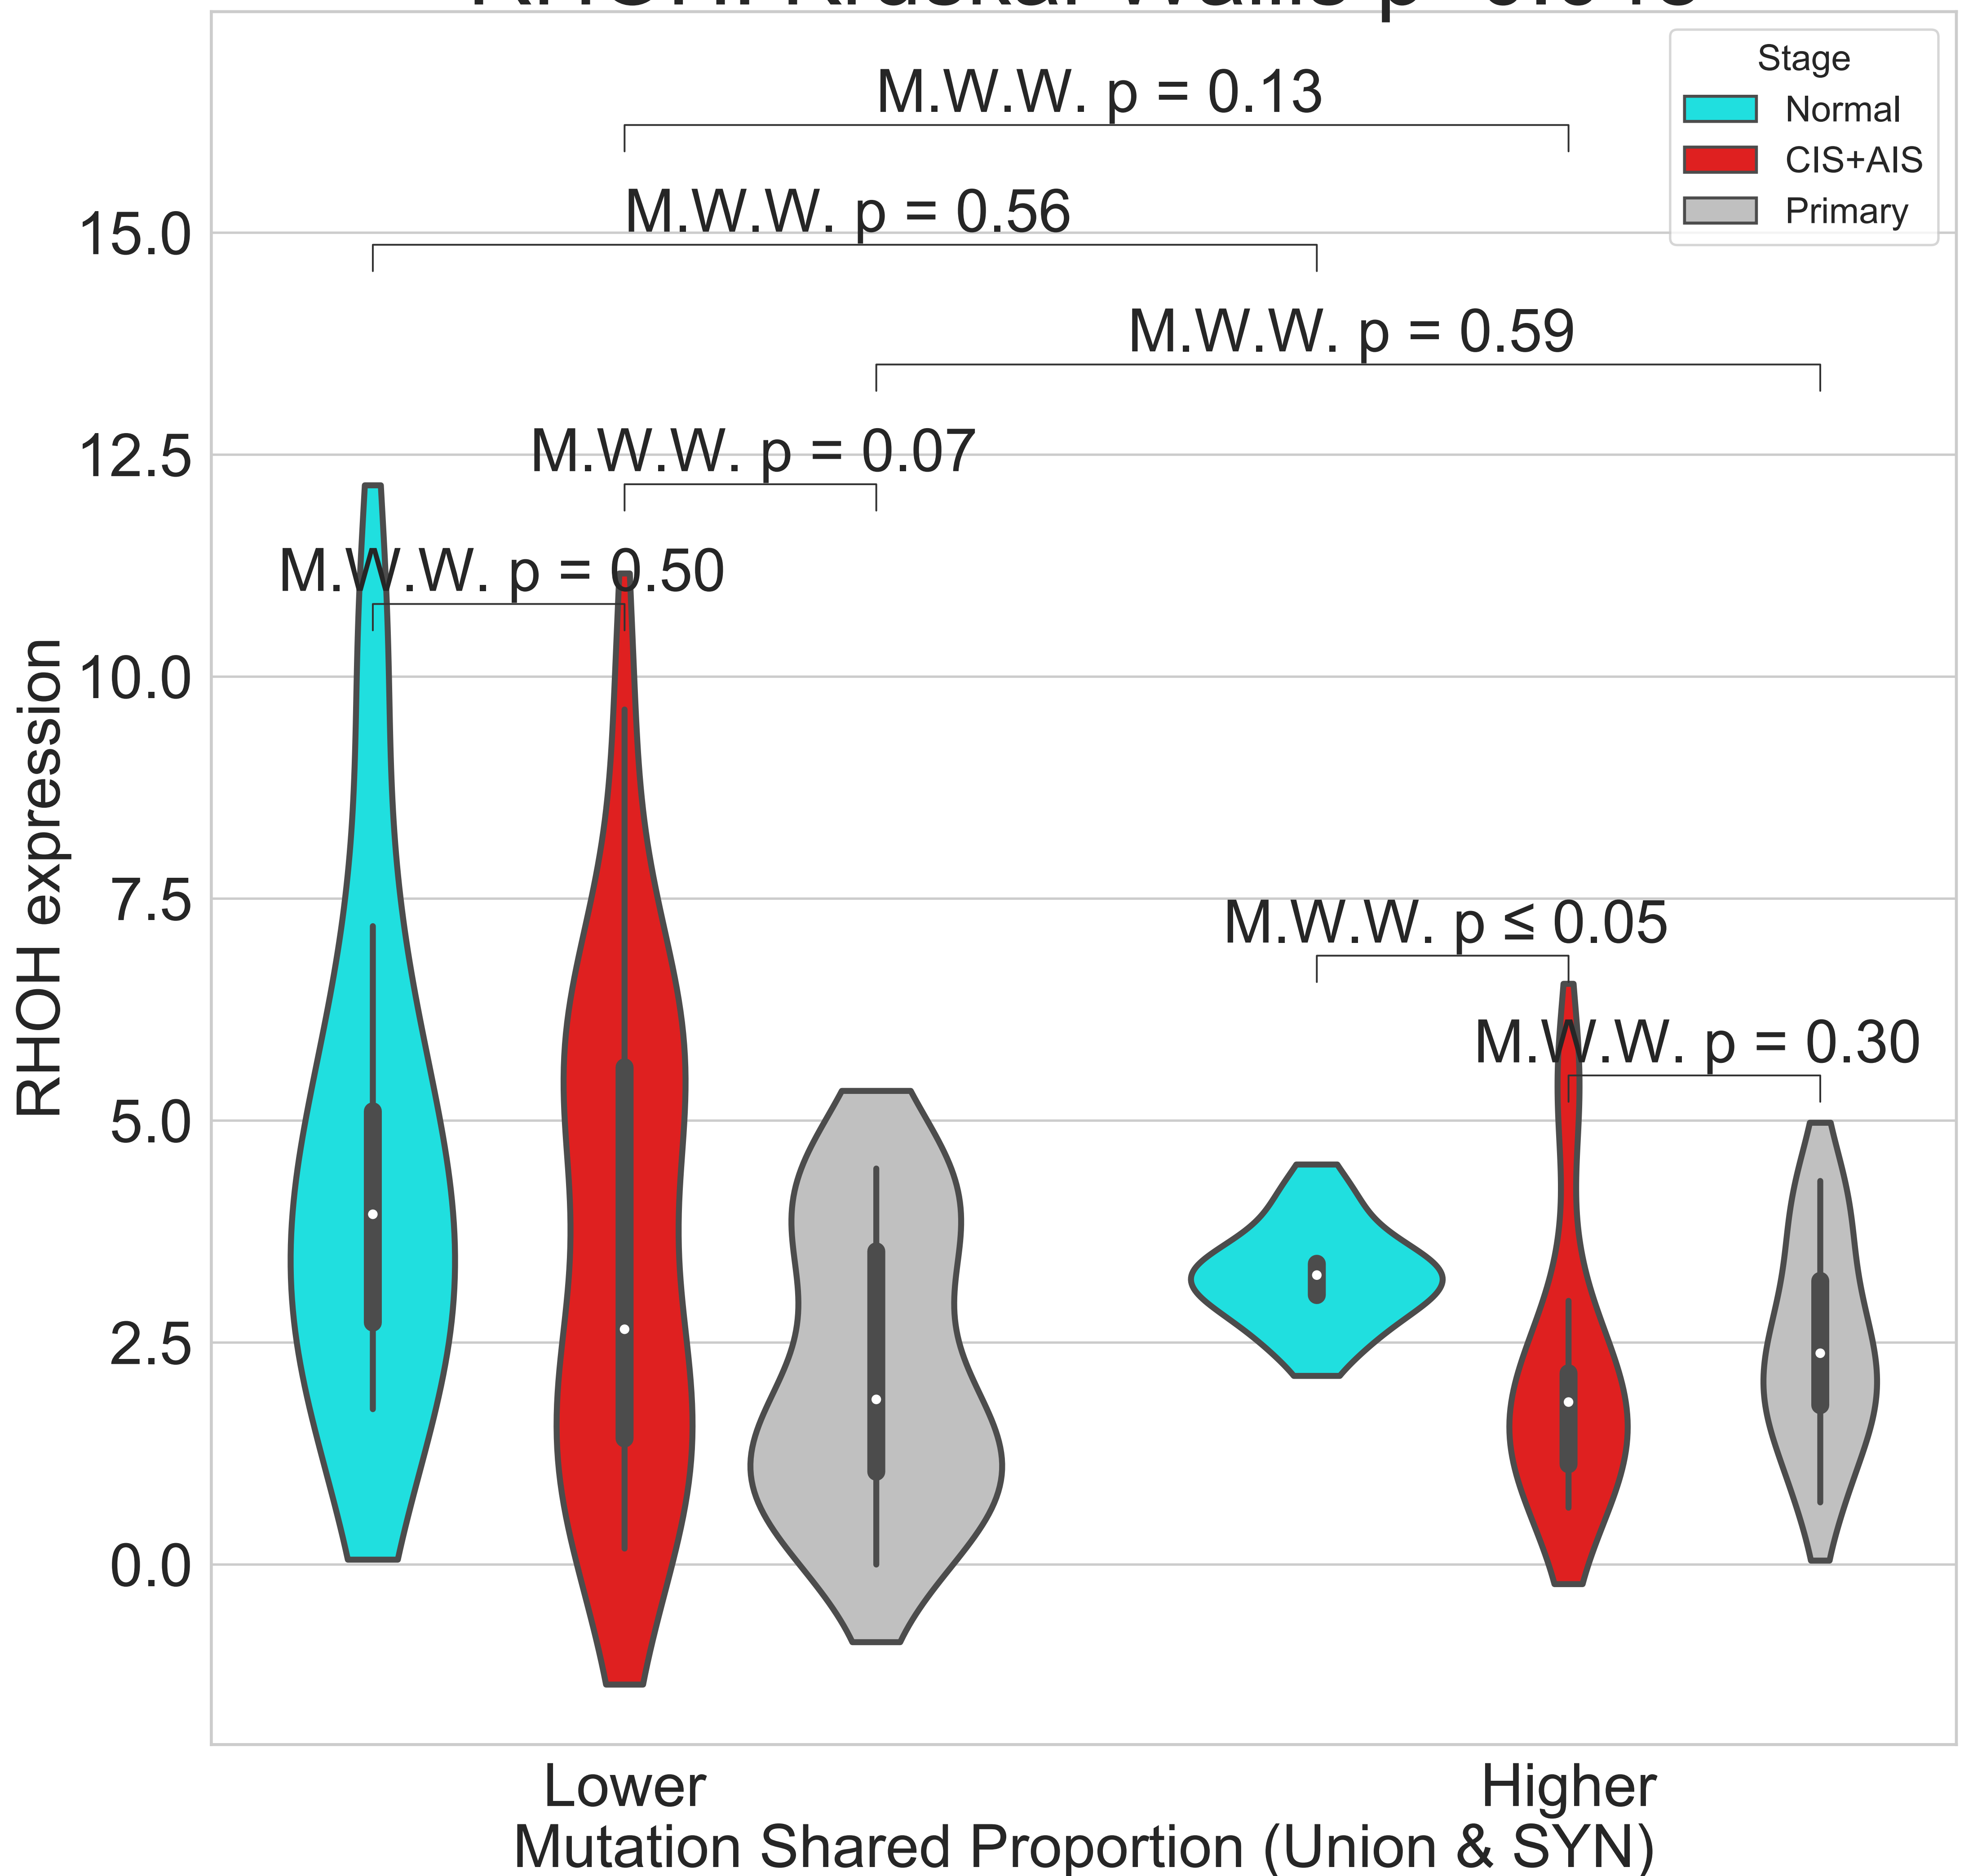 Stage
Normal
CIS+AIS
Primary
M.W.W. p = 0.13
M.W.W. p = 0.56
M.W.W. p = 0.59
M.W.W. p = 0.07
M.W.W. p = 0.50
M.W.W. p ≤ 0.05
M.W.W. p = 0.30
15.0
12.5
10.0
7.5
5.0
2.5
0.0
RHOH expression
Lower
Higher
Mutation Shared Proportion (Union & SYN)